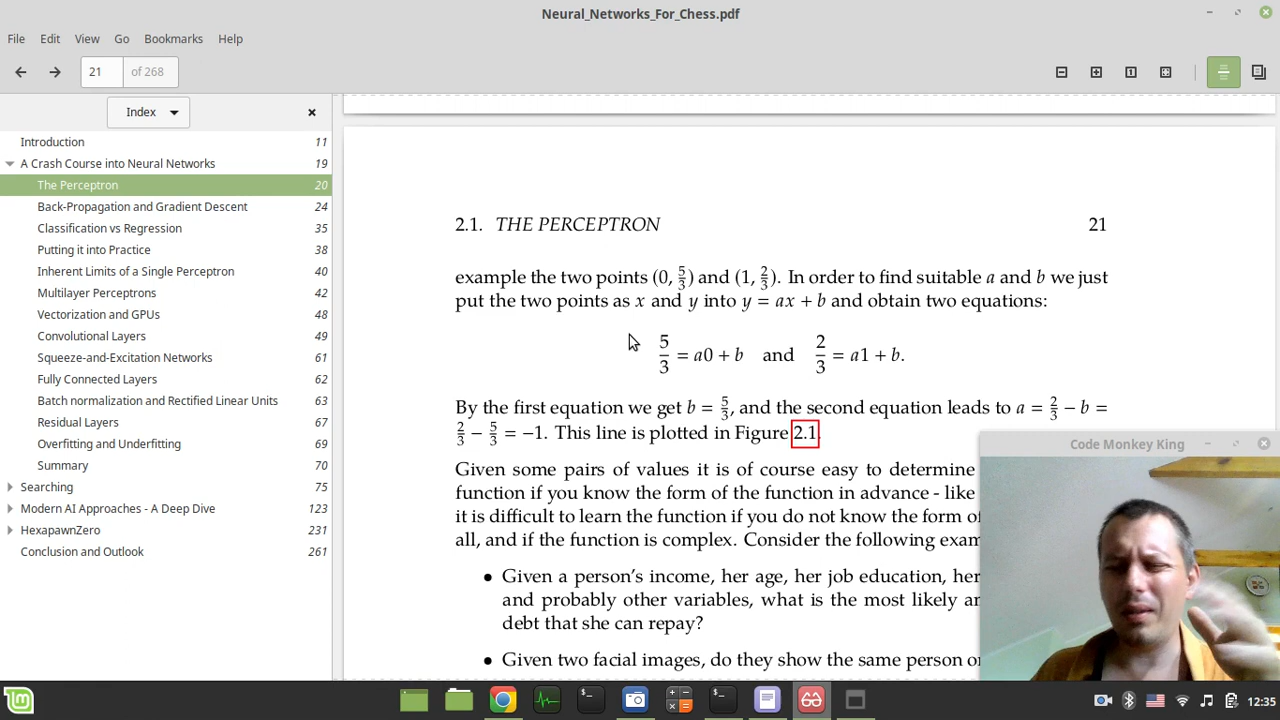 Neural_Networks_For_Chess.pdf
File Edit View Go Bookmarks Help
21 of 268
Index
Introduction 11
A Crash Course into Neural Networks 19
The Perceptron 20
Back-Propagation and Gradient Descent 24
Classification vs Regression 35
Putting it into Practice 38
Inherent Limits of a Single Perceptron 40
Multilayer Perceptrons 42
Vectorization and GPUs 48
Convolutional Layers 49
Squeeze-and-Excitation Networks 61
Fully Connected Layers 62
Batch normalization and Rectified Linear Units 63
Residual Layers 67
Overfitting and Underfitting 69
Summary 70
Searching 75
Modern AI Approaches - A Deep Dive 123
HexapawnZero 231
Conclusion and Outlook 261
2.1. THE PERCEPTRON 21
example the two points (0, 5/3) and (1, 2/3). In order to find suitable a and b we just
put the two points as x and y into y = ax + b and obtain two equations:
5/3 = a0 + b and 2/3 = a1 + b.
By the first equation we get b = 5/3, and the second equation leads to a = 2/3 − b =
2/3 − 5/3 = −1. This line is plotted in Figure 2.1.
Given some pairs of values it is of course easy to determine
function if you know the form of the function in advance - like
it is difficult to learn the function if you do not know the form of
all, and if the function is complex. Consider the following exam
• Given a person's income, her age, her job education, her
and probably other variables, what is the most likely
debt that she can repay?
• Given two facial images, do they show the same person
Code Monkey King
12:35